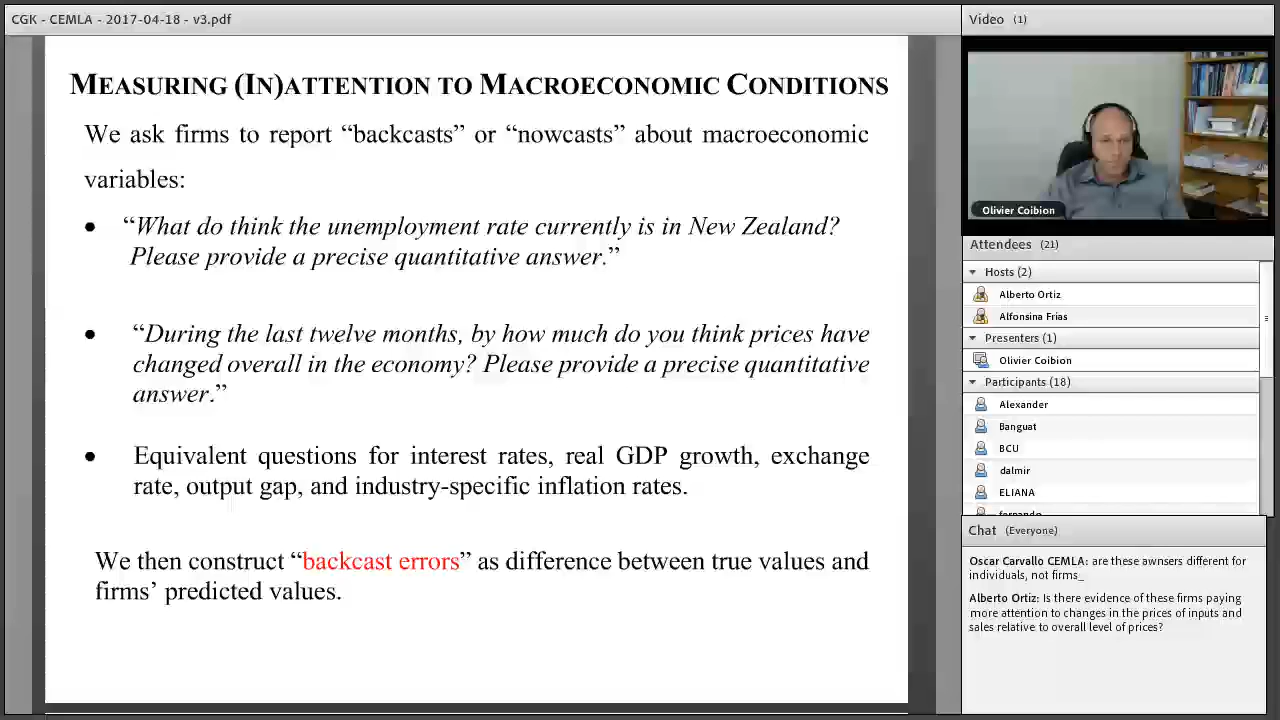 CGK - CEMLA - 2017-04-18 - v3.pdf
MEASURING (IN)ATTENTION TO MACROECONOMIC CONDITIONS
We ask firms to report “backcasts” or “nowcasts” about macroeconomic
variables:
• “What do think the unemployment rate currently is in New Zealand?
Please provide a precise quantitative answer.”
• “During the last twelve months, by how much do you think prices have
changed overall in the economy? Please provide a precise quantitative
answer.”
• Equivalent questions for interest rates, real GDP growth, exchange
rate, output gap, and industry-specific inflation rates.
We then construct “backcast errors” as difference between true values and
firms’ predicted values.
Video (1)
Olivier Coibion
Attendees (21)
Hosts (2)
Alberto Ortiz
Alfonsina Frías
Presenters (1)
Olivier Coibion
Participants (18)
Alexander
Banguat
BCU
dalmir
ELIANA
fernando
Chat (Everyone)
Oscar Carvallo CEMLA: are these awnsers different for
individuals, not firms_
Alberto Ortiz: Is there evidence of these firms paying
more attention to changes in the prices of inputs and
sales relative to overall level of prices?